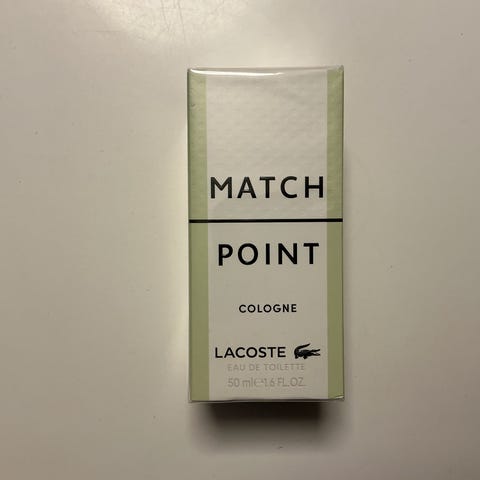 MATCH
POINT
COLOGNE
LACOSTE
EAU DE TOILETTE
50 ml ℮ 1.6 FL.OZ.